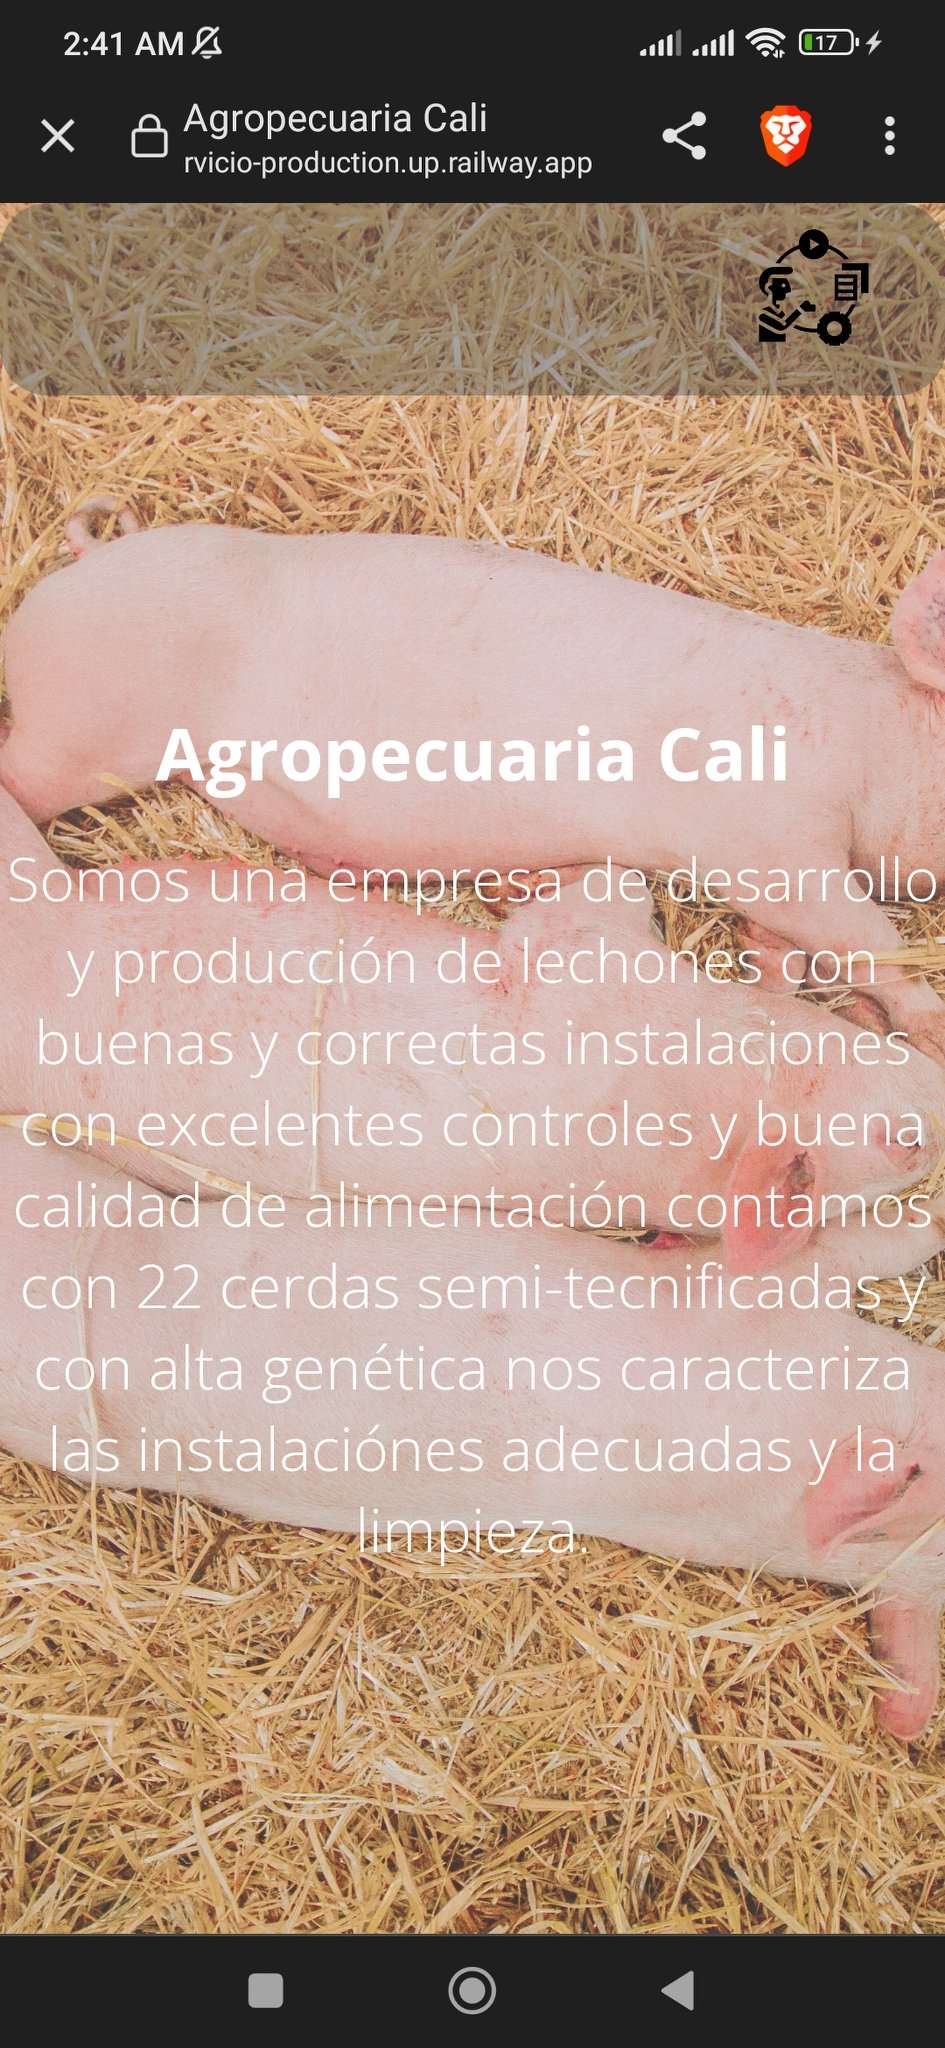 2:41 AM
17
Agropecuaria Cali
rvicio-production.up.railway.app
Agropecuaria Cali
Somos una empresa de desarrollo
y producción de lechones con
buenas y correctas instalaciones
con excelentes controles y buena
calidad de alimentación contamos
con 22 cerdas semi-tecnificadas y
con alta genética nos caracteriza
las instalaciónes adecuadas y la
limpieza.